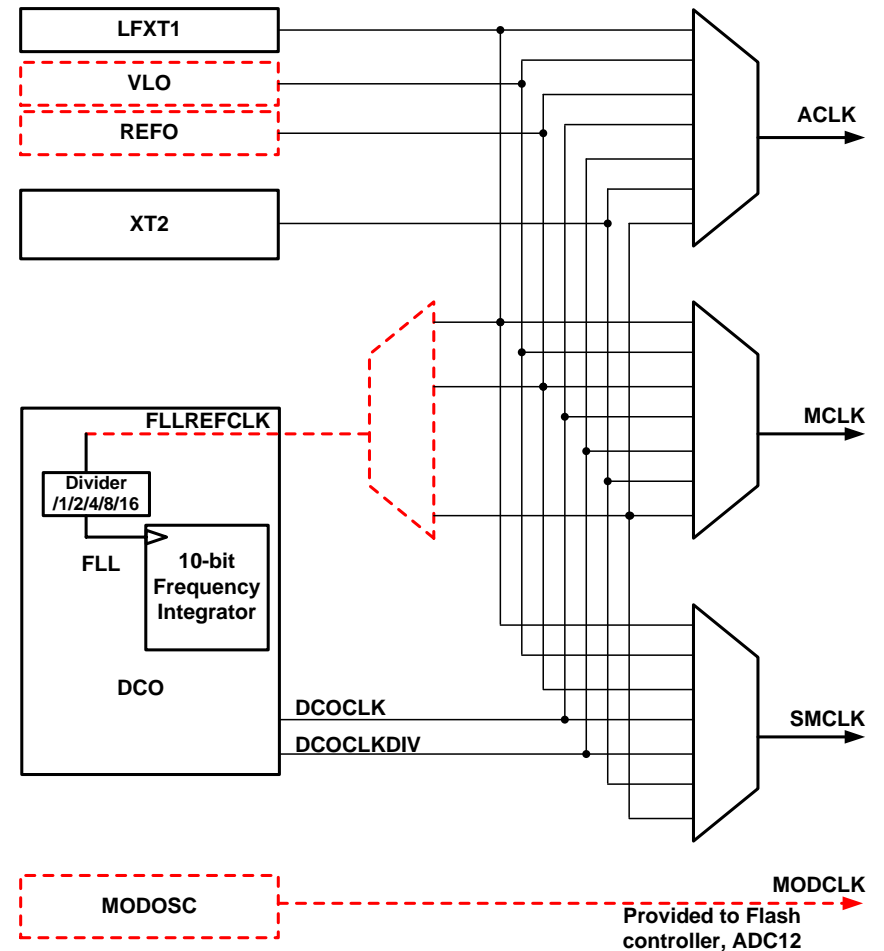 LFXT1
VLO
REFO
ACLK
XT2
FLLREFCLK
MCLK
Divider
/1/2/4/8/16
FLL
10-bit
Frequency
Integrator
DCO
DCOCLK
SMCLK
DCOCLKDIV
MODOSC
MODCLK
Provided to Flash
controller, ADC12